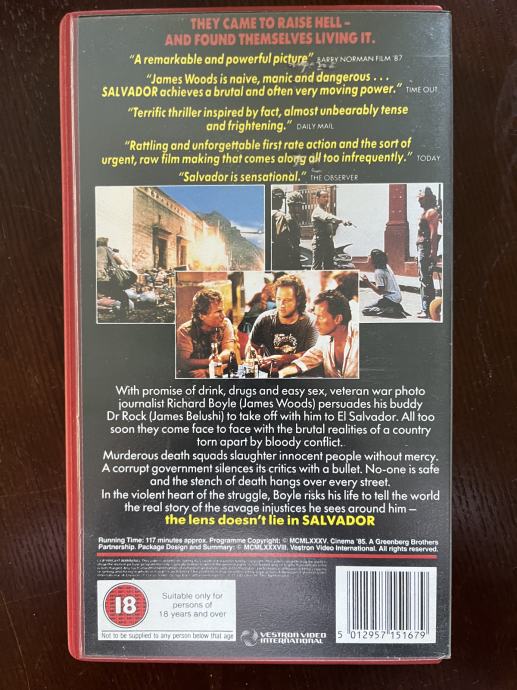 THEY CAME TO RAISE HELL –
AND FOUND THEMSELVES LIVING IT.
"A remarkable and powerful picture" BARRY NORMAN FILM '87
"James Woods is naive, manic and dangerous . . .
SALVADOR achieves a brutal and often very moving power." TIME OUT
"Terrific thriller inspired by fact, almost unbearably tense
and frightening." DAILY MAIL
"Rattling and unforgettable first rate action and the sort of
urgent, raw film making that comes along all too infrequently." TODAY
"Salvador is sensational." THE OBSERVER
With promise of drink, drugs and easy sex, veteran war photo
journalist Richard Boyle (James Woods) persuades his buddy
Dr Rock (James Belushi) to take off with him to El Salvador. All too
soon they come face to face with the brutal realities of a country
torn apart by bloody conflict.
Murderous death squads slaughter innocent people without mercy.
A corrupt government silences its critics with a bullet. No-one is safe
and the stench of death hangs over every street.
In the violent heart of the struggle, Boyle risks his life to tell the world
the real story of the savage injustices he sees around him –
the lens doesn't lie in SALVADOR
Running Time: 117 minutes approx. Programme Copyright: © MCMLXXXV. Cinema '85. A Greenberg Brothers
Partnership. Package Design and Summary: © MCMLXXXVIII. Vestron Video International. All rights reserved.
18
Suitable only for
persons of
18 years and over
Not to be supplied to any person below that age
VESTRON VIDEO
INTERNATIONAL
5 012957 151679